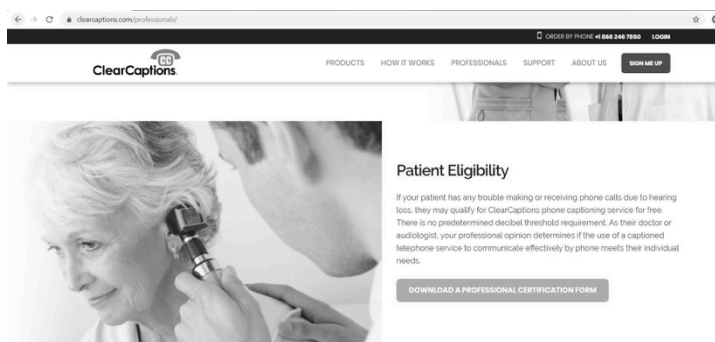 clearcaptions.com/professionals/
ORDER BY PHONE +1 866 246 7650 LOGIN
CC
ClearCaptions
PRODUCTS HOW IT WORKS PROFESSIONALS SUPPORT ABOUT US SIGN ME UP
Patient Eligibility
If your patient has any trouble making or receiving phone calls due to hearing
loss, they may qualify for ClearCaptions phone captioning service for free.
There is no predetermined decibel threshold requirement. As their doctor or
audiologist, your professional opinion determines if the use of a captioned
telephone service to communicate effectively by phone meets their individual
needs.
DOWNLOAD A PROFESSIONAL CERTIFICATION FORM